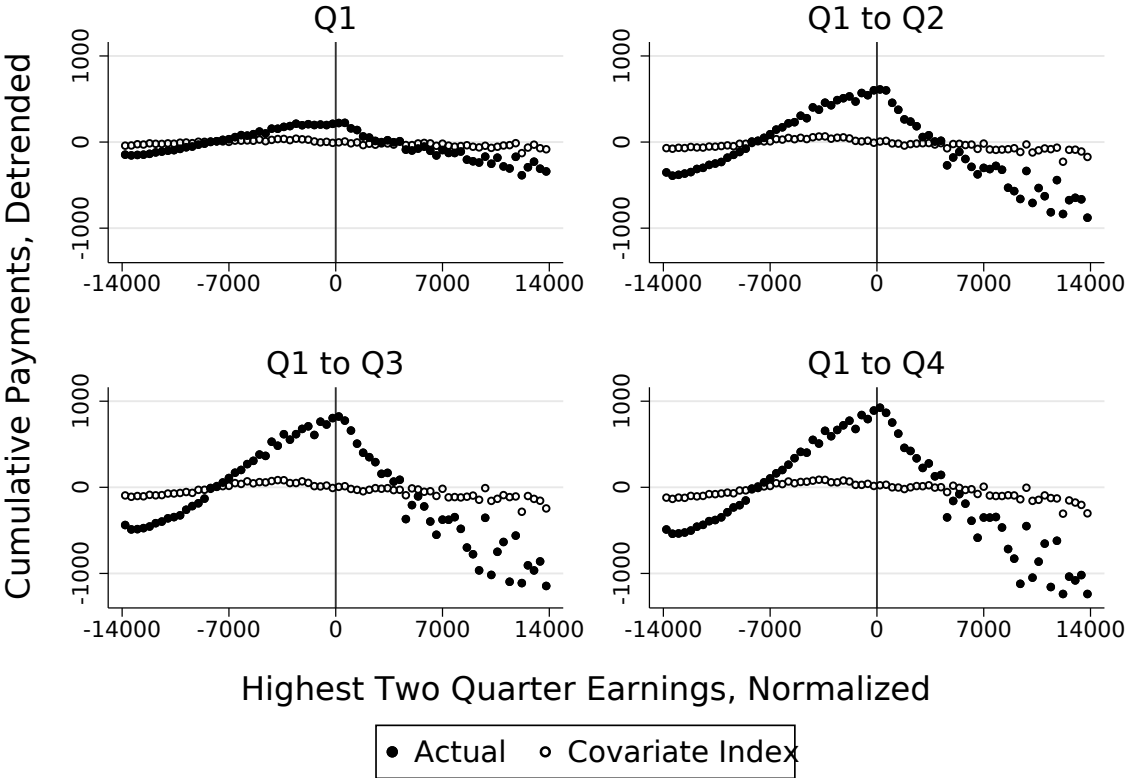 Cumulative Payments, Detrended
Q1
1000
0
-1000
-14000 -7000 0 7000 14000
Q1 to Q2
1000
0
-1000
-14000 -7000 0 7000 14000
Q1 to Q3
1000
0
-1000
-14000 -7000 0 7000 14000
Q1 to Q4
1000
0
-1000
-14000 -7000 0 7000 14000
Highest Two Quarter Earnings, Normalized
Actual Covariate Index